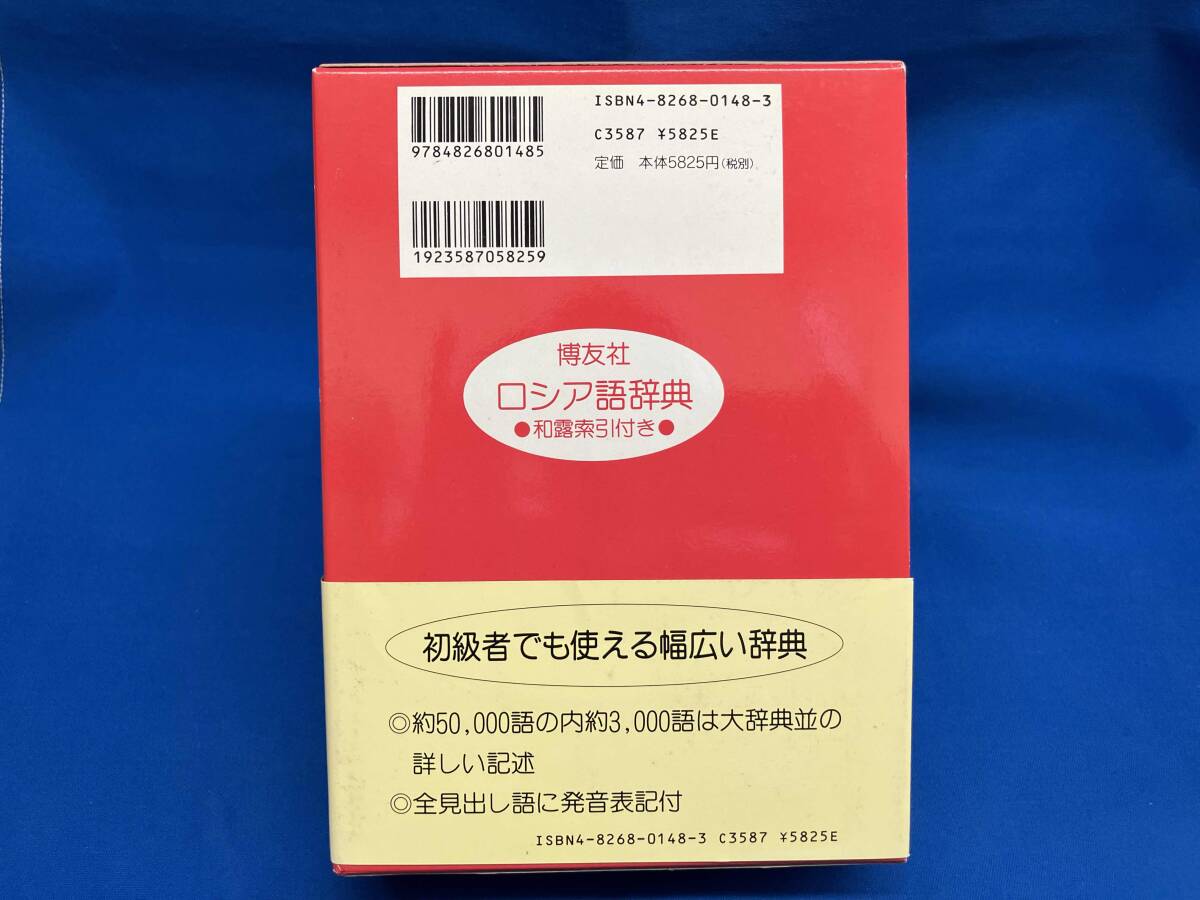 ISBN4-8268-0148-3
9784826801485
C3587 ¥5825E
定価 本体5825円(税別)
1923587058259
博友社
ロシア語辞典
●和露索引付き●
初級者でも使える幅広い辞典
◎約50,000語の内約3,000語は大辞典並の
詳しい記述
◎全見出し語に発音表記付
ISBN4-8268-0148-3 C3587 ¥5825E